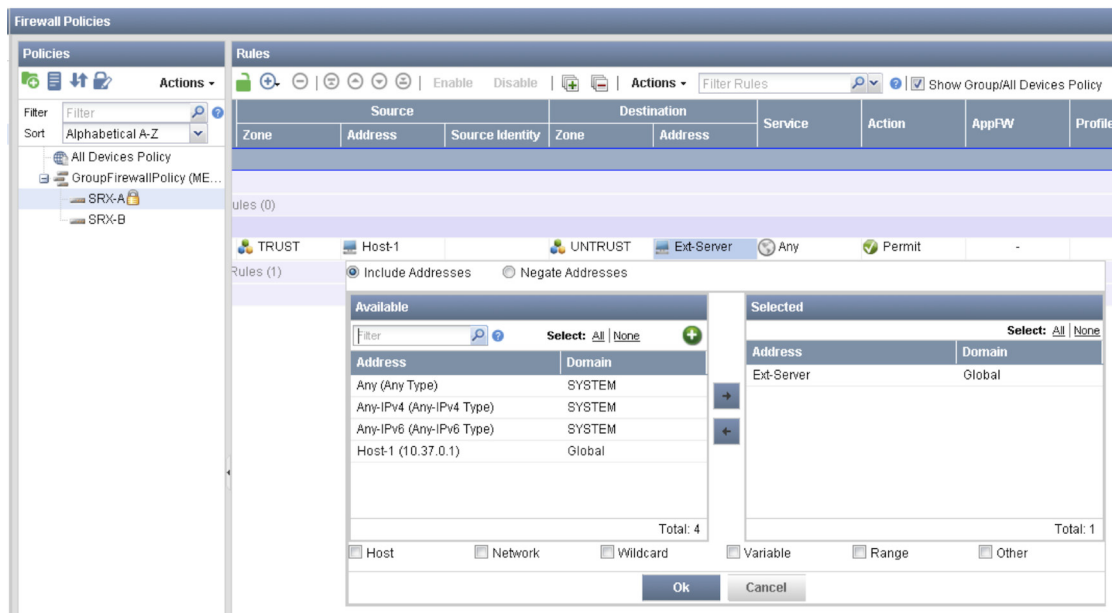 Firewall Policies
Policies
Rules
Actions
Enable Disable Actions Filter Rules Show Group/All Devices Policy
Filter Filter
Sort Alphabetical A-Z
Source Destination Service Action AppFW Profile
Zone Address Source Identity Zone Address
All Devices Policy
GroupFirewallPolicy (ME...
SRX-A
SRX-B
ules (0)
TRUST Host-1 UNTRUST Ext-Server Any Permit -
Rules (1)
Include Addresses Negate Addresses
Available
Filter Select: All | None
Address Domain
Any (Any Type) SYSTEM
Any-IPv4 (Any-IPv4 Type) SYSTEM
Any-IPv6 (Any-IPv6 Type) SYSTEM
Host-1 (10.37.0.1) Global
Total: 4
Selected
Select: All | None
Address Domain
Ext-Server Global
Total: 1
Host Network Wildcard Variable Range Other
Ok Cancel